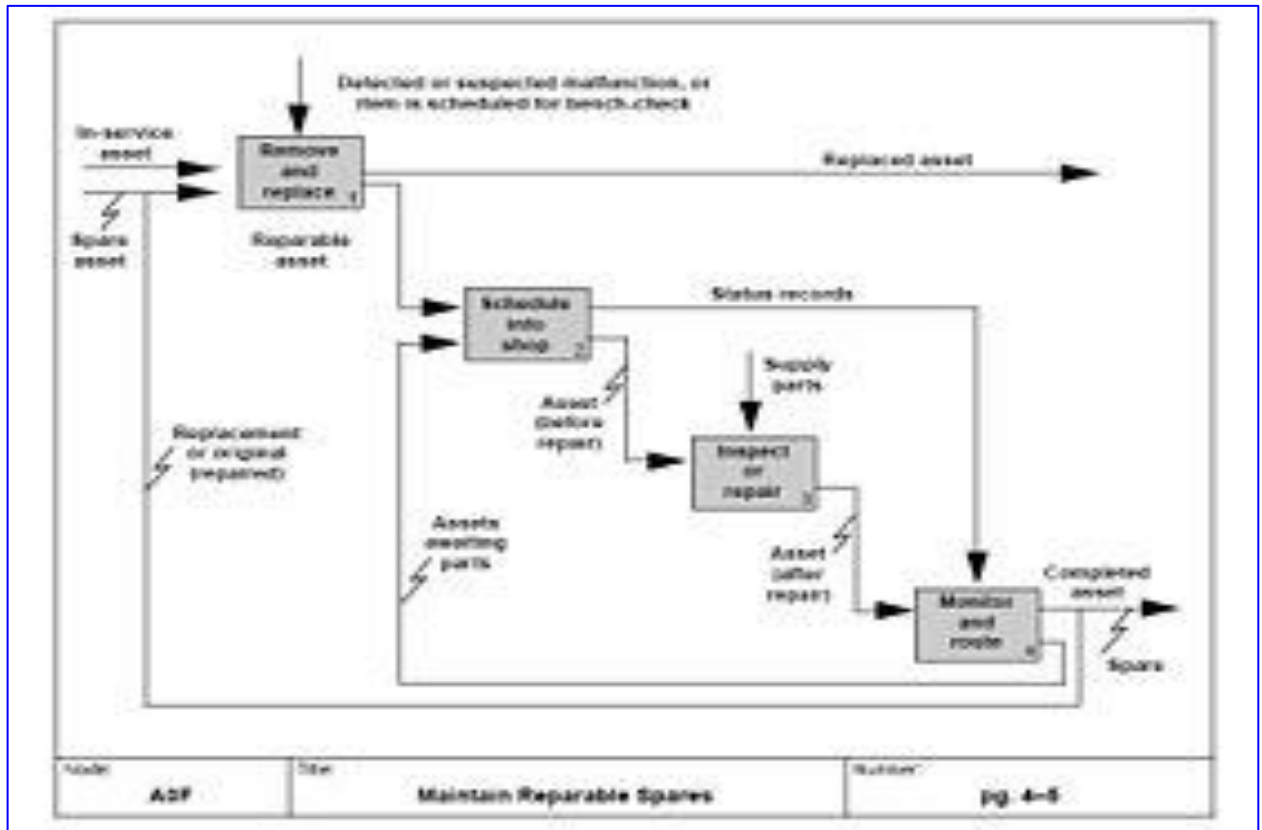 Detected or suspected malfunction, or
item is scheduled for bench-check
In-service
asset
Remove
and
replace
1
Replaced asset
Spare
asset
Reparable
asset
Schedule
into
shop
2
Status records
Supply
parts
Asset
(before
repair)
Replacement
or original
(repaired)
Inspect
or
repair
3
Assets
awaiting
parts
Asset
(after
repair)
Monitor
and
route
4
Completed
asset
Spare
Node:
Title:
Number:
Maintain Reparable Spares
pg. 4–5